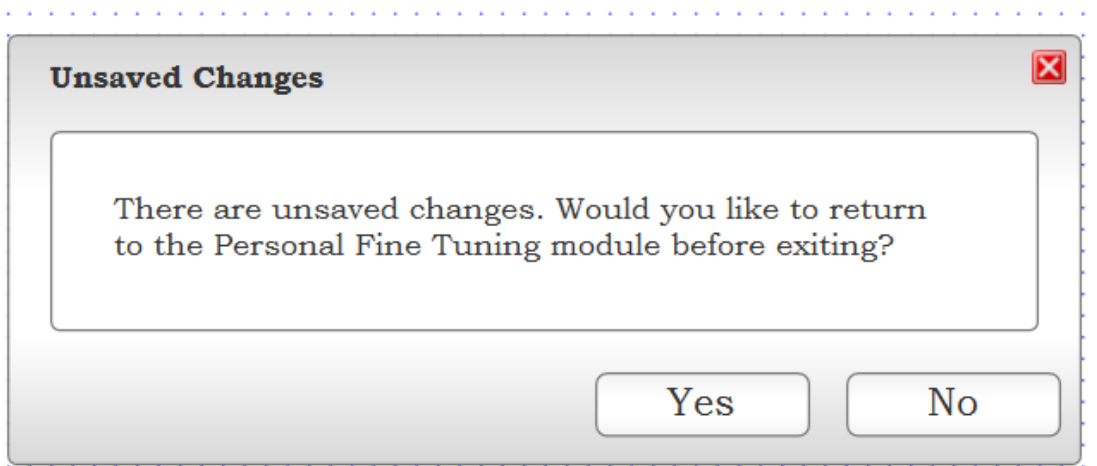 Unsaved Changes
There are unsaved changes. Would you like to return
to the Personal Fine Tuning module before exiting?
Yes
No